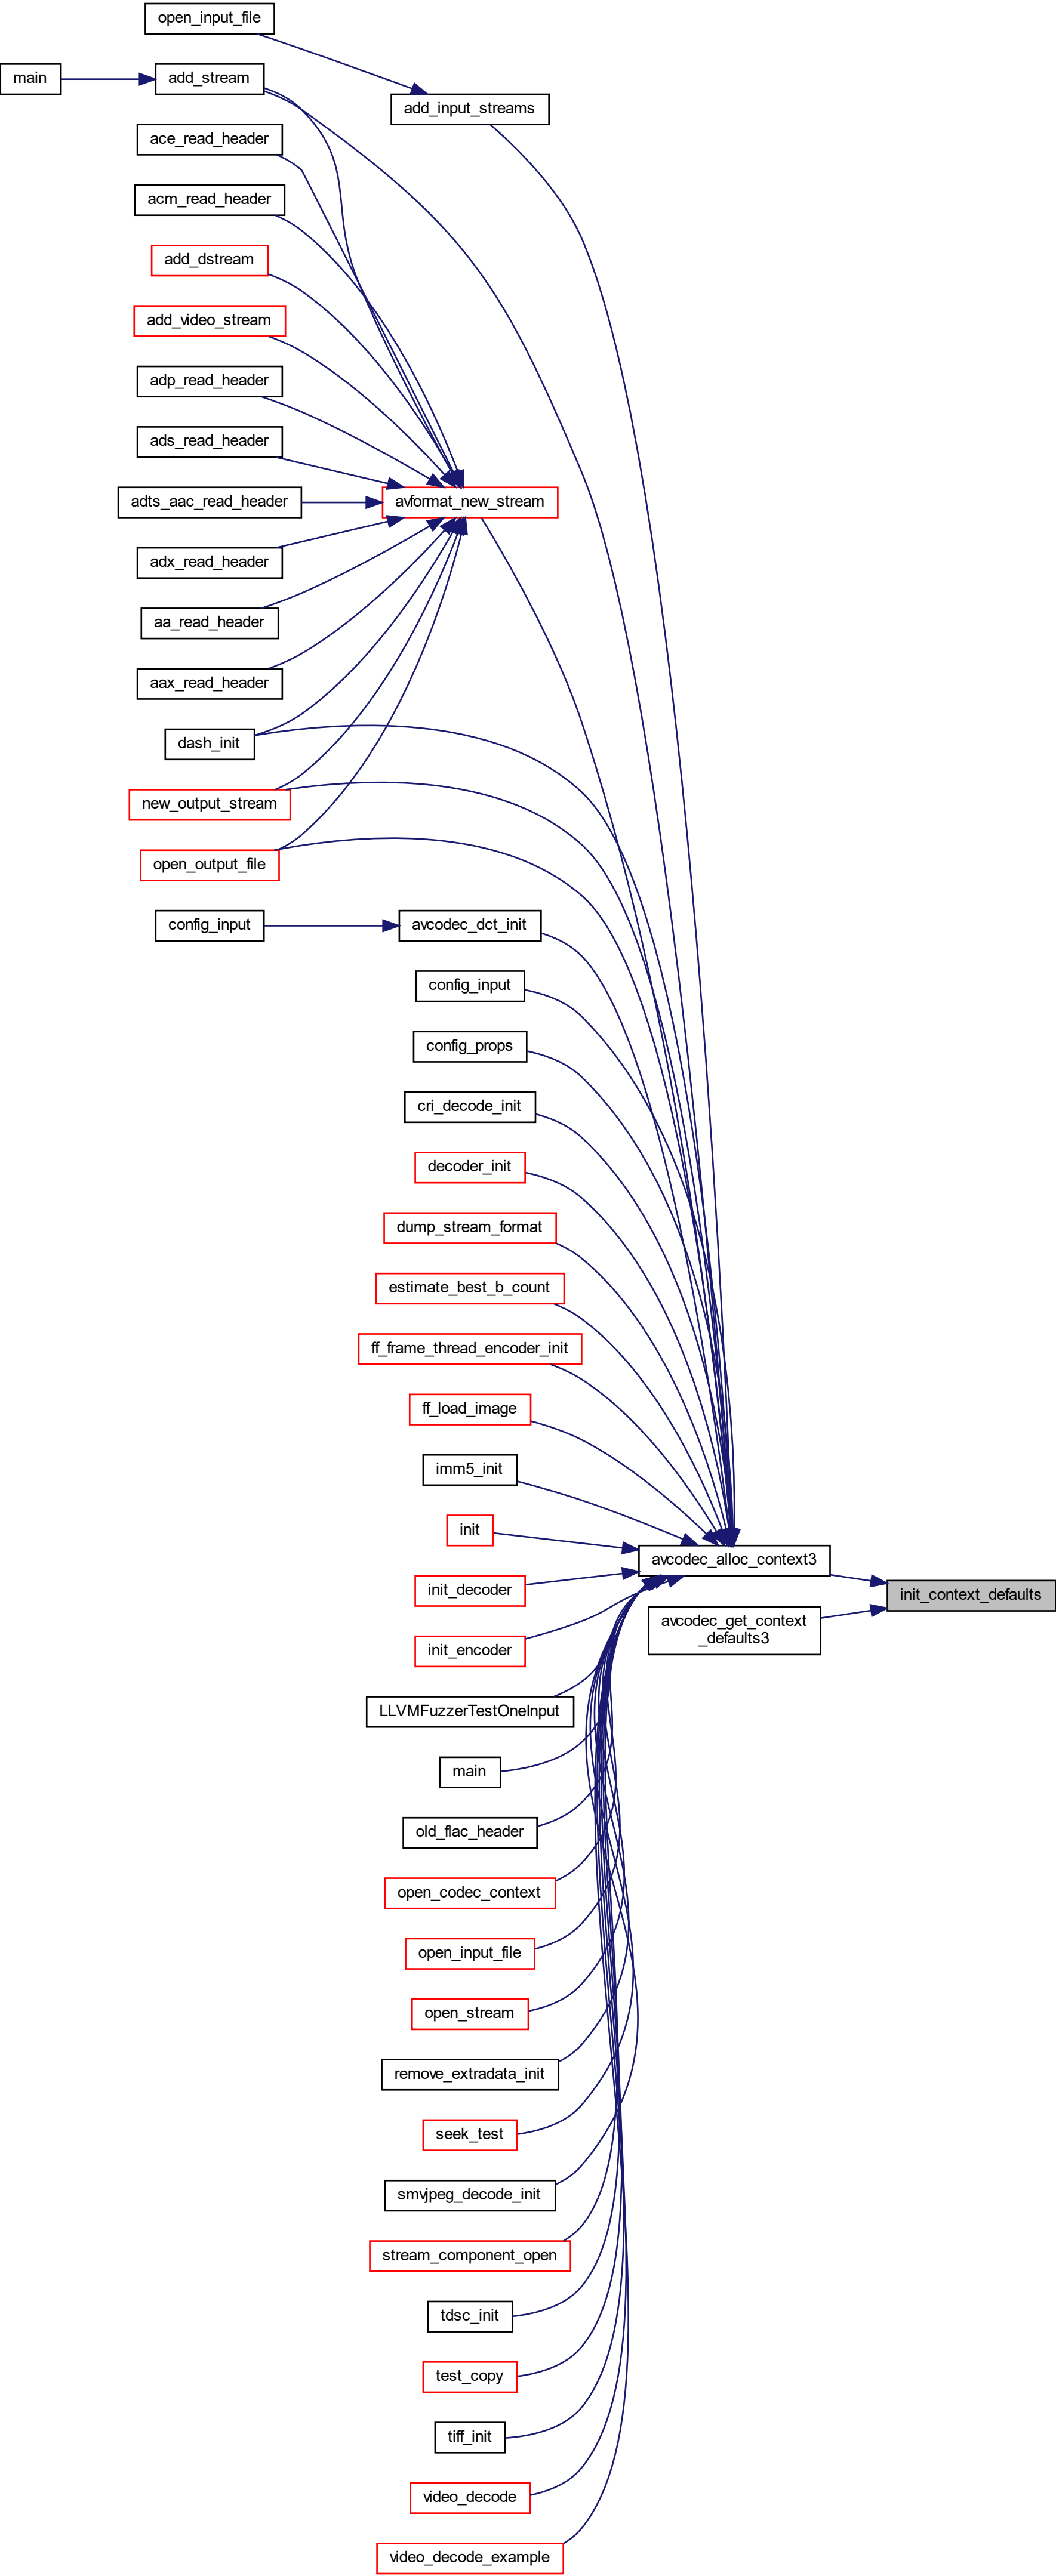 open_input_file
main
add_stream
add_input_streams
ace_read_header
acm_read_header
add_dstream
add_video_stream
adp_read_header
ads_read_header
adts_aac_read_header
avformat_new_stream
adx_read_header
aa_read_header
aax_read_header
dash_init
new_output_stream
open_output_file
config_input
avcodec_dct_init
config_input
config_props
cri_decode_init
decoder_init
dump_stream_format
estimate_best_b_count
ff_frame_thread_encoder_init
ff_load_image
imm5_init
init
avcodec_alloc_context3
init_decoder
init_context_defaults
avcodec_get_context
_defaults3
init_encoder
LLVMFuzzerTestOneInput
main
old_flac_header
open_codec_context
open_input_file
open_stream
remove_extradata_init
seek_test
smvjpeg_decode_init
stream_component_open
tdsc_init
test_copy
tiff_init
video_decode
video_decode_example